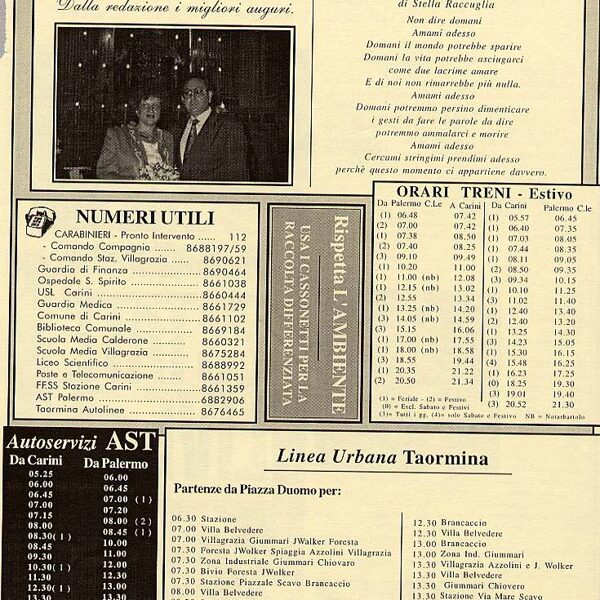 Dalla redazione i migliori auguri.
di Stella Raccuglia
Non dire domani
Amami adesso
Domani il mondo potrebbe sparire
Domani la vita potrebbe asciugarci
come due lacrime amare
E di noi non rimarrebbe più nulla.
Amami adesso
Domani potremmo persino dimenticare
i gesti da fare le parole da dire
potremmo ammalarci e morire
Amami adesso
Cercami stringimi prendimi adesso
perchè questo momento ci appartiene davvero.
NUMERI UTILI
CARABINIERI - Pronto Intervento ...... 112
- Comando Compagnia ....... 8688197/59
- Comando Staz. Villagrazia ....... 8690621
Guardia di Finanza ....... 8690464
Ospedale S. Spirito ....... 8661038
USL Carini ....... 8660444
Guardia Medica ....... 8661729
Comune di Carini ....... 8661102
Biblioteca Comunale ....... 8669184
Scuola Media Calderone ....... 8660321
Scuola Media Villagrazia ....... 8675284
Liceo Scientifico ....... 8688992
Poste e Telecomunicazione ....... 8661051
FF.SS Stazione Carini ....... 8661359
AST Palermo ....... 6882906
Taormina Autolinee ....... 8676465
Rispetta L'AMBIENTE
USA I CASSONETTI PER LA
RACCOLTA DIFFERENZIATA
ORARI TRENI - Estivo
Da Palermo C.Le A Carini
(1) 06.48 07.42
(2) 07.00 07.42
(1) 07.38 08.50
(2) 07.40 08.25
(3) 09.10 09.49
(1) 10.20 11.00
(1) 11.00 (nb) 12.08
(1) 12.15 (nb) 13.02
(2) 12.55 13.34
(1) 13.25 (nb) 14.20
(3) 14.05 (nb) 14.59
(3) 15.15 16.06
(1) 17.00 (nb) 17.55
(1) 18.00 (nb) 18.58
(3) 18.55 19.44
(1) 20.35 21.22
(2) 20.50 21.34
Da Carini Palermo C.le
(1) 05.57 06.45
(1) 06.40 07.35
(1) 07.03 08.05
(1) 07.44 08.35
(1) 08.11 09.05
(2) 08.50 09.35
(3) 09.34 10.15
(1) 10.10 11.25
(3) 11.02 11.40
(1) 12.40 13.40
(2) 12.40 13.20
(1) 13.25 14.30
(1) 14.23 15.05
(1) 15.30 16.15
(4) 15.48 16.25
(1) 16.23 17.25
(0) 18.25 19.30
(3) 19.01 19.40
(3) 20.52 21.30
(1) = Feriale - (2) = Festivo
(0) = Escl. Sabato e Festivi
(3)= Tutti i gg. (4)= solo Sabato e Festivo NB = Notarbartolo
Autoservizi AST
Da Carini Da Palermo
05.25 06.00
06.00 06.45
06.45 07.00 (1)
07.15 07.20
08.00 08.00 (2)
08.30 (1) 08.45 (1)
08.45 10.00
09.30 11.00
10.30 (1) 12.00
11.30 12.30
12.30 (1) 13.00
13.00 13.30
Linea Urbana Taormina
Partenze da Piazza Duomo per:
06.30 Stazione
07.00 Villa Belvedere
07.00 Villagrazia Giummari JWalker Foresta
07.30 Foresta JWolker Spiaggia Azzolini Villagrazia
07.30 Zona Industriale Giummari Chiovaro
07.30 Bivio Foresta JWolker
07.30 Stazione Piazzale Scavo Brancaccio
08.00 Villa Belvedere
12.30 Brancaccio
12.30 Villa Belvedere
13.00 Brancaccio
13.00 Zona Ind. Giummari
13.30 Villagrazia Azzolini e J. Wolker
13.30 Villa Belvedere
13.30 Giummari Chiovero
13.30 Stazione Via Mare Scavo